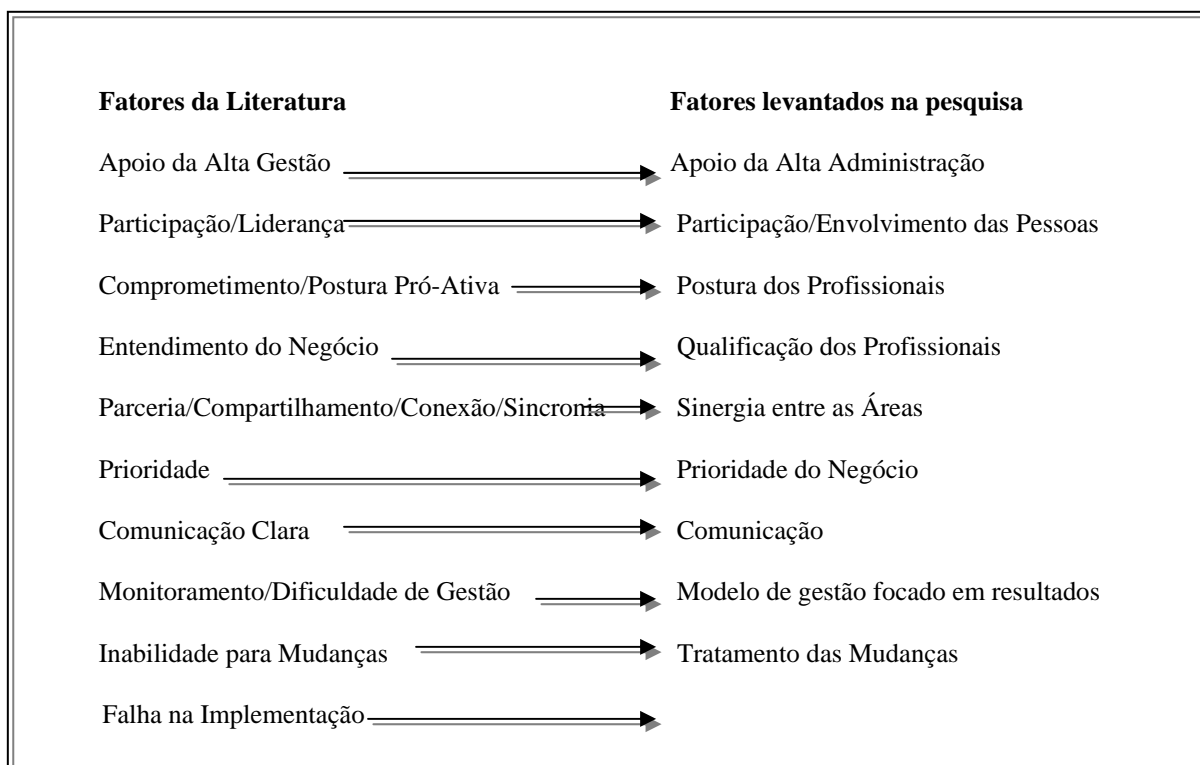 Fatores da Literatura Fatores levantados na pesquisa
Apoio da Alta Gestão Apoio da Alta Administração
Participação/Liderança Participação/Envolvimento das Pessoas
Comprometimento/Postura Pró-Ativa Postura dos Profissionais
Entendimento do Negócio Qualificação dos Profissionais
Parceria/Compartilhamento/Conexão/Sincronia Sinergia entre as Áreas
Prioridade Prioridade do Negócio
Comunicação Clara Comunicação
Monitoramento/Dificuldade de Gestão Modelo de gestão focado em resultados
Inabilidade para Mudanças Tratamento das Mudanças
Falha na Implementação